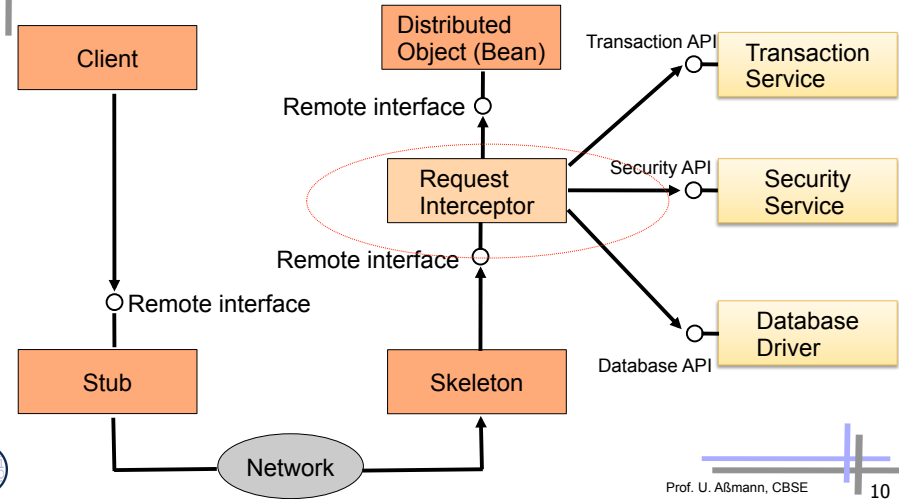 Client
Distributed
Object (Bean)
Transaction API
Transaction
Service
Remote interface
Request
Interceptor
Security API
Security
Service
Remote interface
Remote interface
Database
Driver
Database API
Stub
Skeleton
Network
Prof. U. Aßmann, CBSE
10